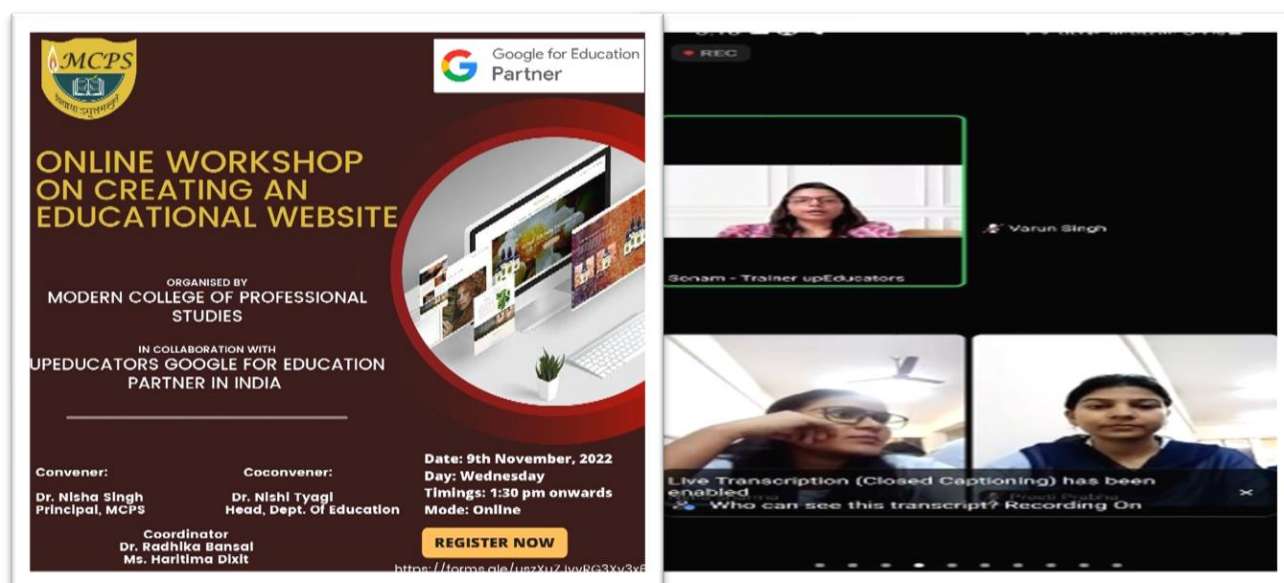 MCPS
Google for Education
Partner
ONLINE WORKSHOP
ON CREATING AN
EDUCATIONAL WEBSITE
ORGANISED BY
MODERN COLLEGE OF PROFESSIONAL
STUDIES
IN COLLABORATION WITH
UPEDUCATORS GOOGLE FOR EDUCATION
PARTNER IN INDIA
Convener:
Dr. Nisha Singh
Principal, MCPS
Coconvener:
Dr. Nishi Tyagi
Head, Dept. Of Education
Coordinator
Dr. Radhika Bansal
Ms. Haritima Dixit
Date: 9th November, 2022
Day: Wednesday
Timings: 1:30 pm onwards
Mode: Online
REGISTER NOW
REC
Sonam - Trainer upEducators
Varun Singh
Live Transcription (Closed Captioning) has been
enabled
Preeti Prabha
Who can see this transcript? Recording On